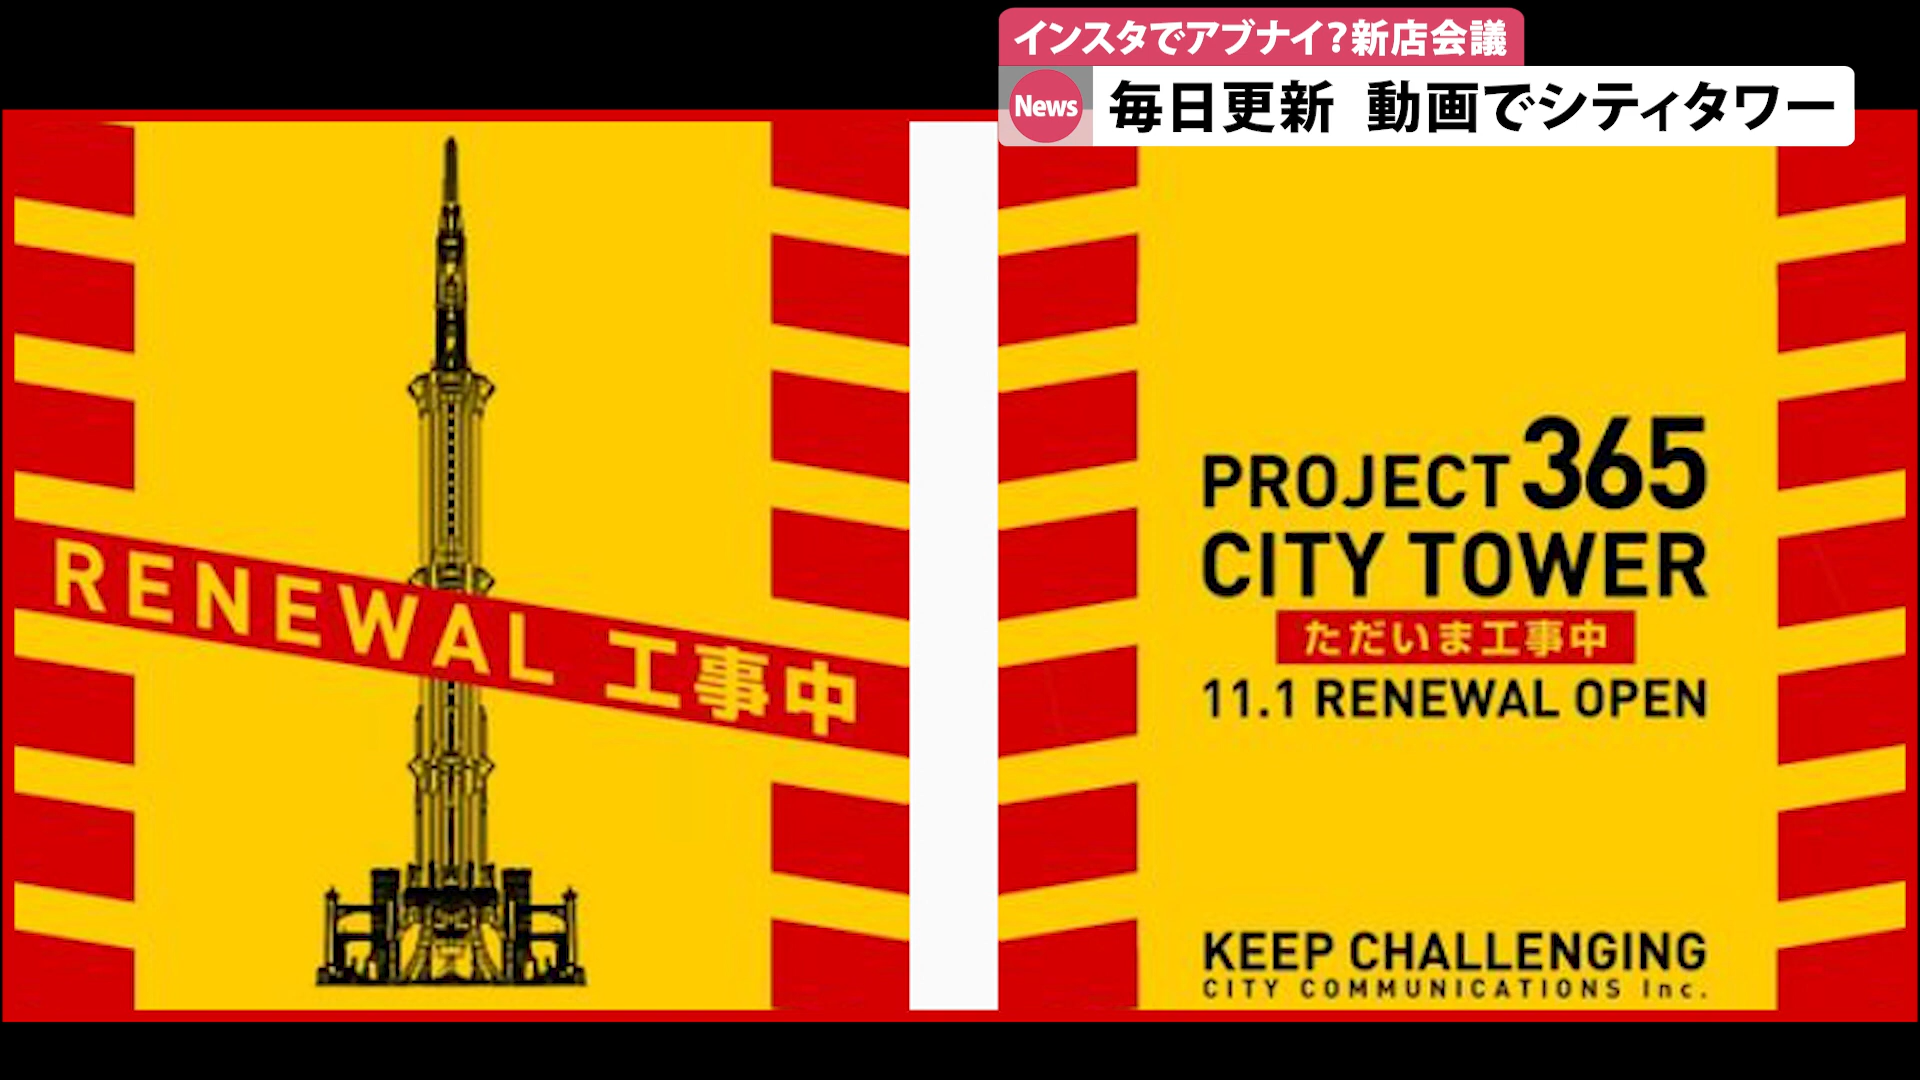 インスタでアブナイ?新店会議
News
毎日更新 動画でシティタワー
RENEWAL 工事中
PROJECT 365
CITY TOWER
ただいま工事中
11.1 RENEWAL OPEN
KEEP CHALLENGING
CITY COMMUNICATIONS Inc.